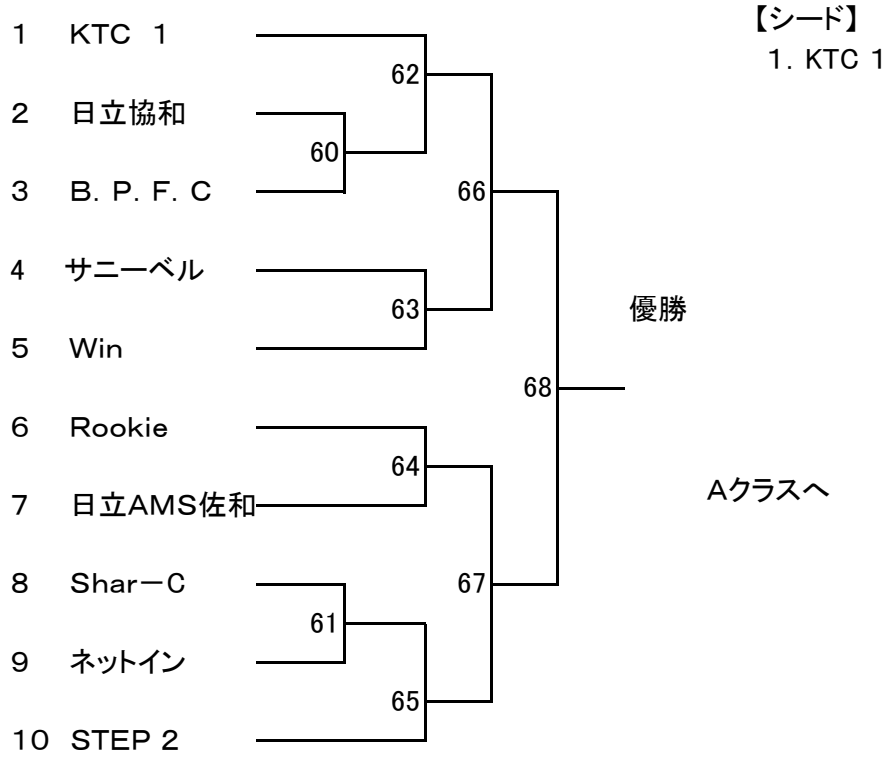 1 KTC 1
2 日立協和
3 B. P. F. C
4 サニーベル
5 Win
6 Rookie
7 日立AMS佐和
8 Shar－C
9 ネットイン
10 STEP 2
60
61
62
63
64
65
66
67
68
優勝
Aクラスへ
【シード】
1. KTC 1